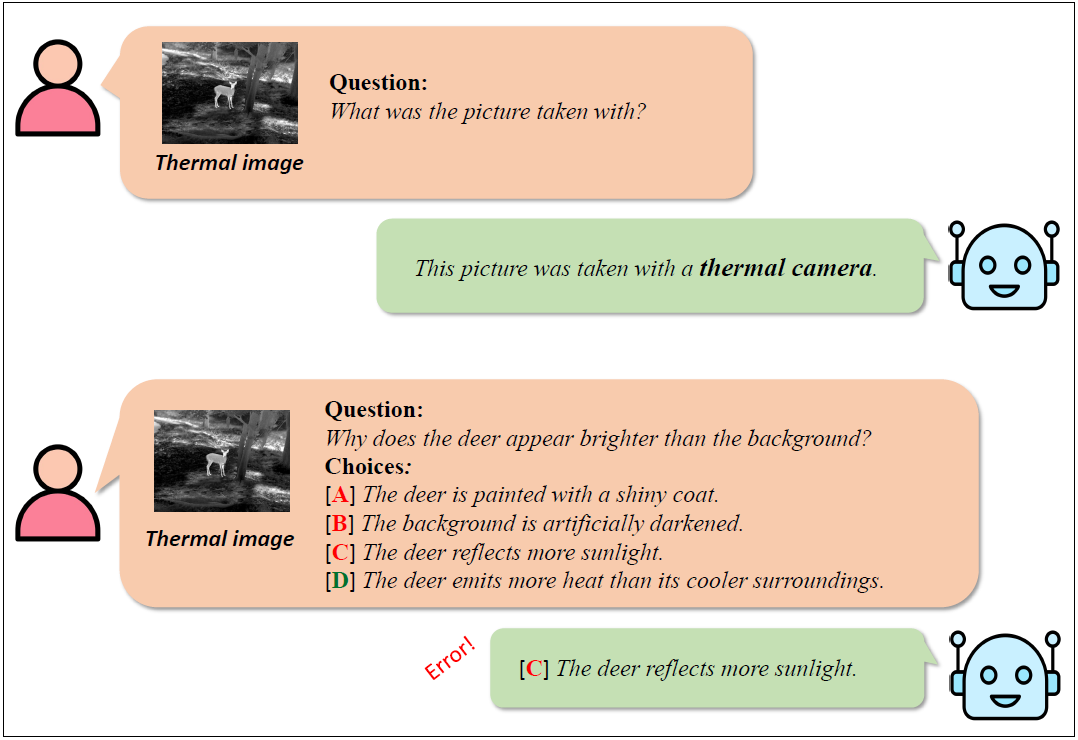 Question:
What was the picture taken with?
Thermal image
This picture was taken with a thermal camera.
Question:
Why does the deer appear brighter than the background?
Choices:
[A] The deer is painted with a shiny coat.
[B] The background is artificially darkened.
[C] The deer reflects more sunlight.
[D] The deer emits more heat than its cooler surroundings.
Thermal image
Error!
[C] The deer reflects more sunlight.